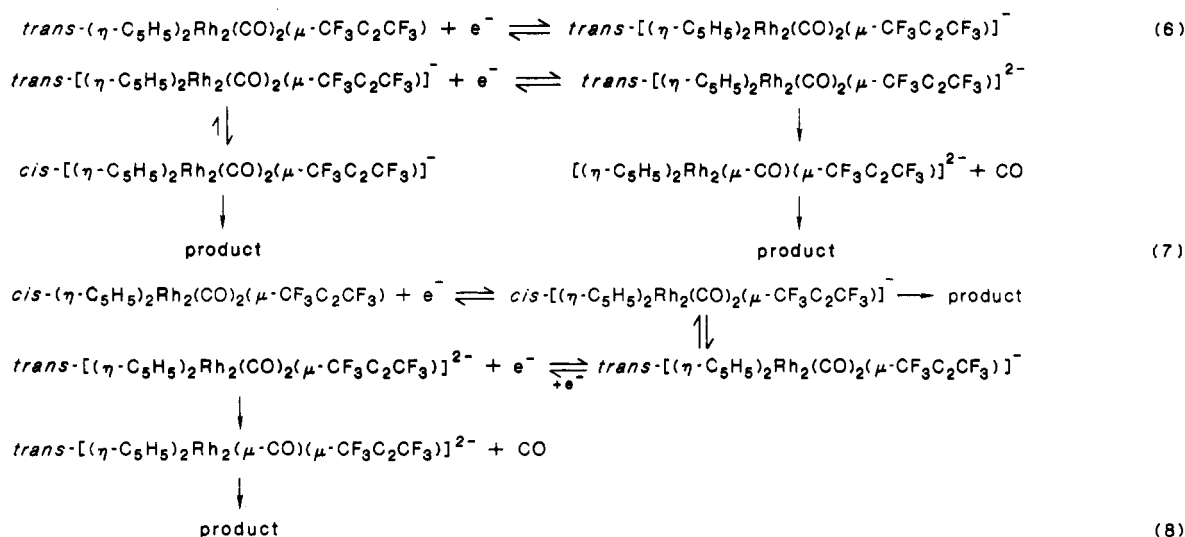 trans-(η-C₅H₅)₂Rh₂(CO)₂(μ-CF₃C₂CF₃) + e⁻ ⇌ trans-[(η-C₅H₅)₂Rh₂(CO)₂(μ-CF₃C₂CF₃)]⁻ (6)
trans-[(η-C₅H₅)₂Rh₂(CO)₂(μ-CF₃C₂CF₃)]⁻ + e⁻ ⇌ trans-[(η-C₅H₅)₂Rh₂(CO)₂(μ-CF₃C₂CF₃)]²⁻
⇅ ↓
cis-[(η-C₅H₅)₂Rh₂(CO)₂(μ-CF₃C₂CF₃)]⁻ [(η-C₅H₅)₂Rh₂(μ-CO)(μ-CF₃C₂CF₃)]²⁻ + CO
↓ ↓
product product (7)
cis-(η-C₅H₅)₂Rh₂(CO)₂(μ-CF₃C₂CF₃) + e⁻ ⇌ cis-[(η-C₅H₅)₂Rh₂(CO)₂(μ-CF₃C₂CF₃)]⁻ → product
⇅
trans-[(η-C₅H₅)₂Rh₂(CO)₂(μ-CF₃C₂CF₃)]²⁻ + e⁻ ⇌ +e⁻ trans-[(η-C₅H₅)₂Rh₂(CO)₂(μ-CF₃C₂CF₃)]⁻
↓
trans-[(η-C₅H₅)₂Rh₂(μ-CO)(μ-CF₃C₂CF₃)]²⁻ + CO
↓
product (8)